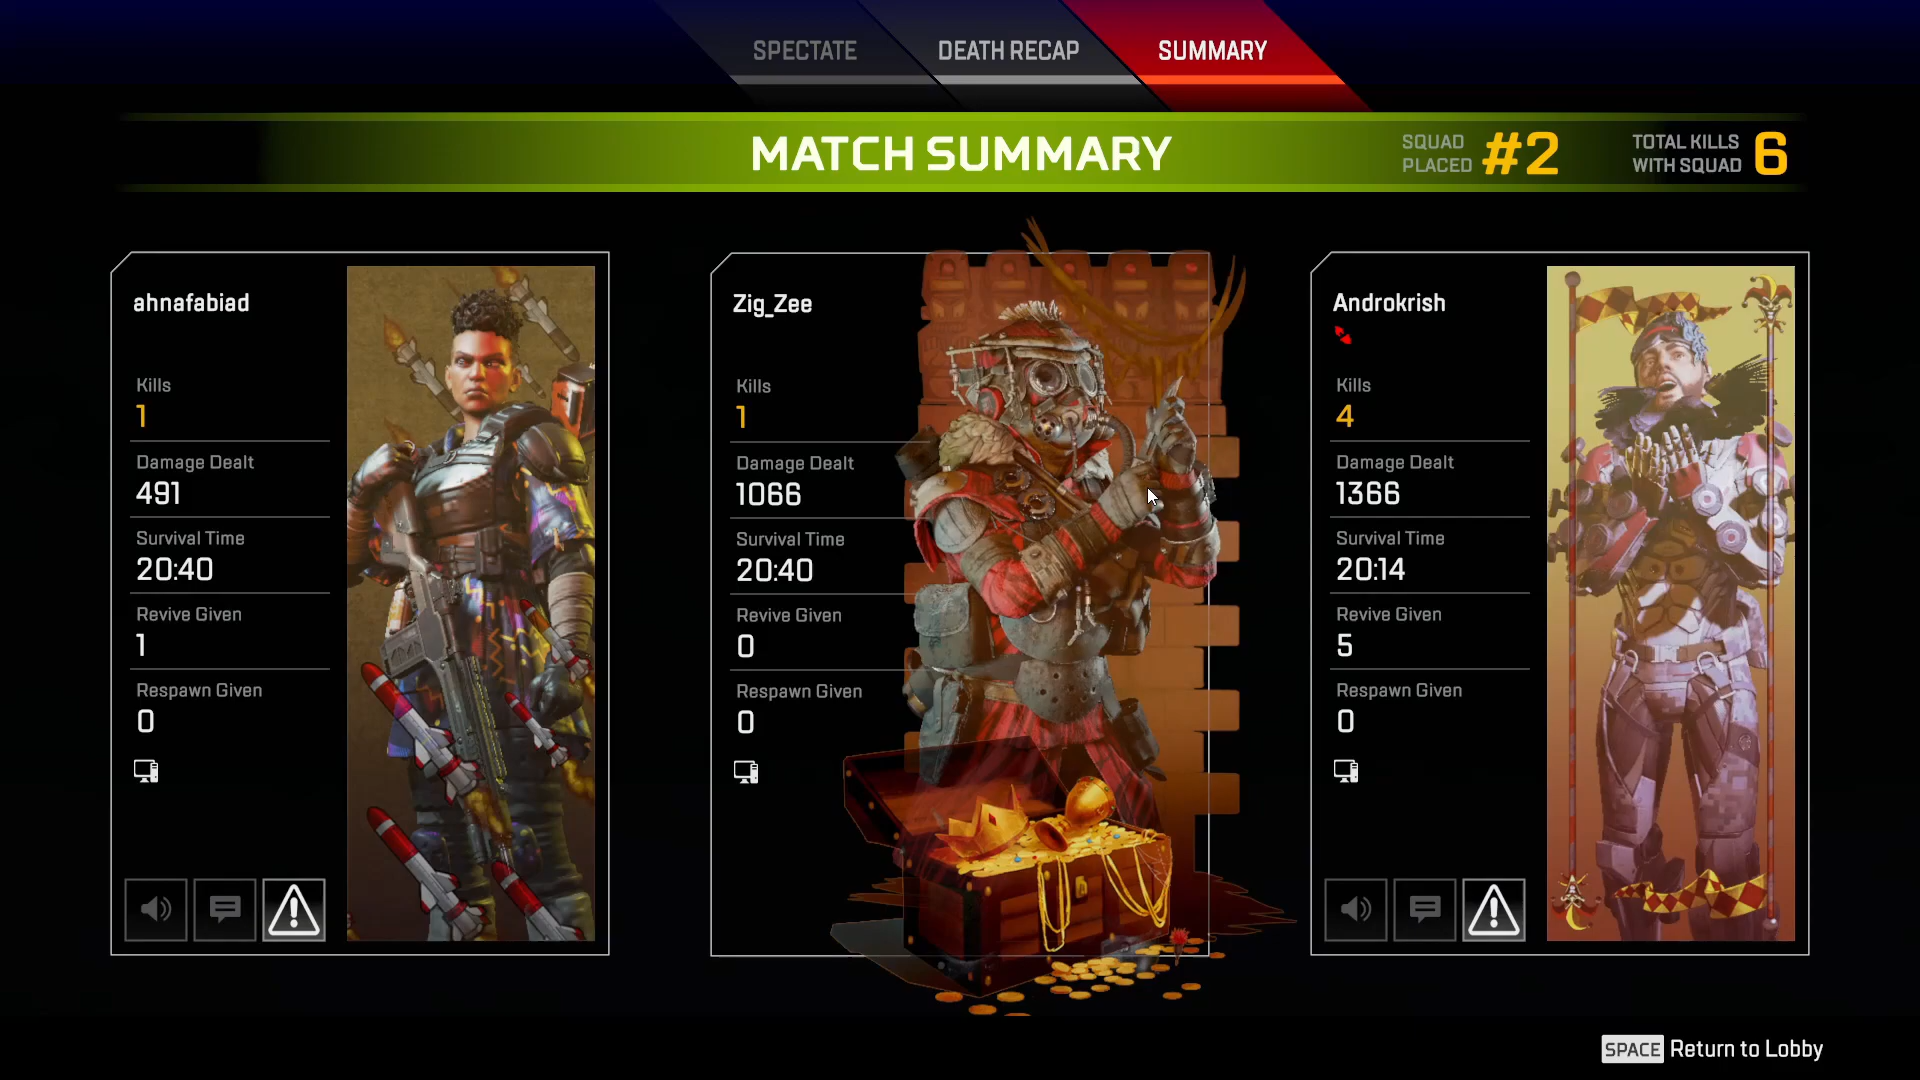 SPECTATE
DEATH RECAP
SUMMARY
MATCH SUMMARY
SQUAD
PLACED
#2
TOTAL KILLS
WITH SQUAD
6
ahnafabiad
Kills
1
Damage Dealt
491
Survival Time
20:40
Revive Given
1
Respawn Given
0
Zig_Zee
Kills
1
Damage Dealt
1066
Survival Time
20:40
Revive Given
0
Respawn Given
0
Androkrish
Kills
4
Damage Dealt
1366
Survival Time
20:14
Revive Given
5
Respawn Given
0
SPACE Return to Lobby